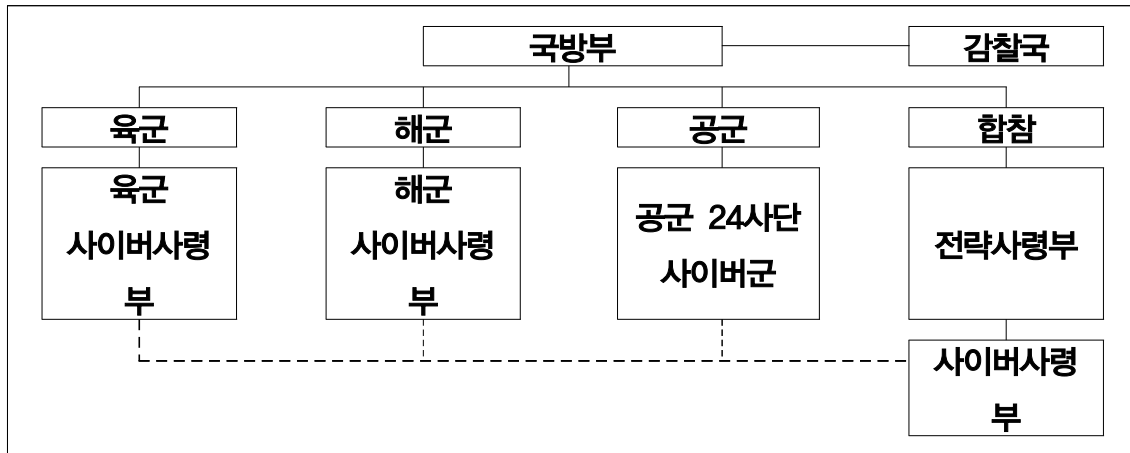 국방부
감찰국
육군
해군
공군
합참
육군
사이버사령
부
해군
사이버사령
부
공군 24사단
사이버군
전략사령부
사이버사령
부